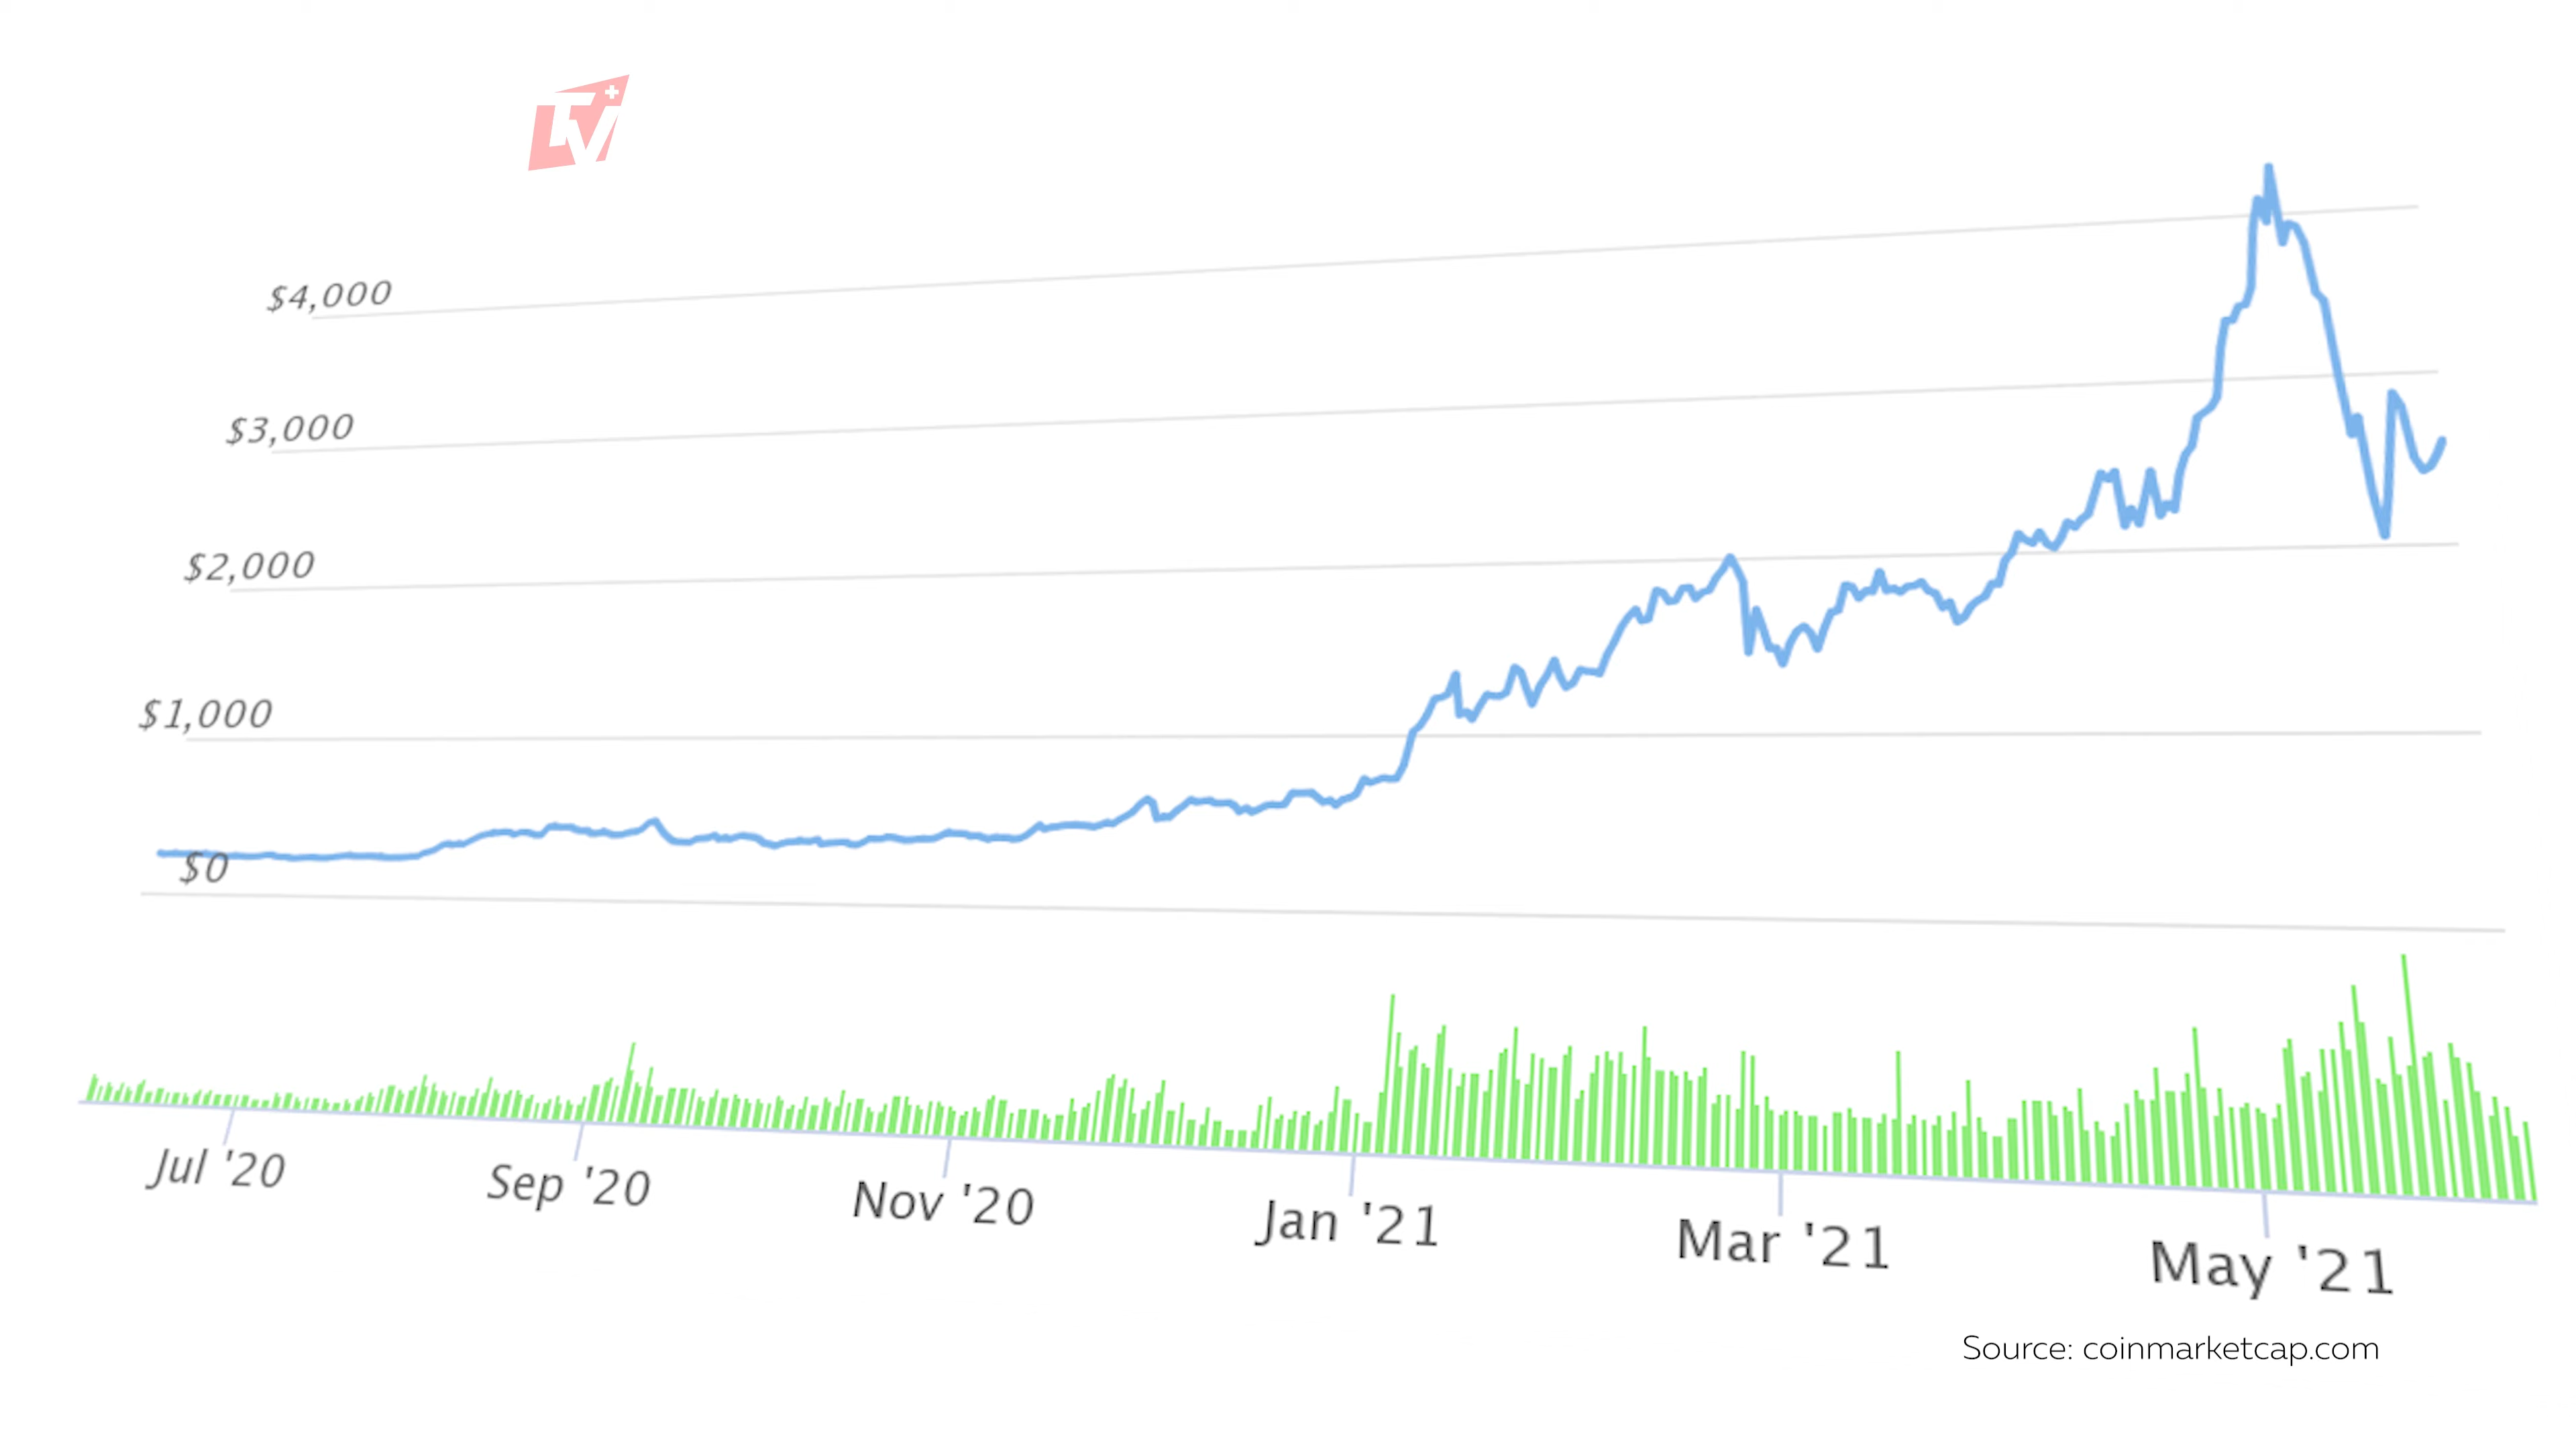 LTV+
$4,000
$3,000
$2,000
$1,000
$0
Jul '20
Sep '20
Nov '20
Jan '21
Mar '21
May '21
Source: coinmarketcap.com